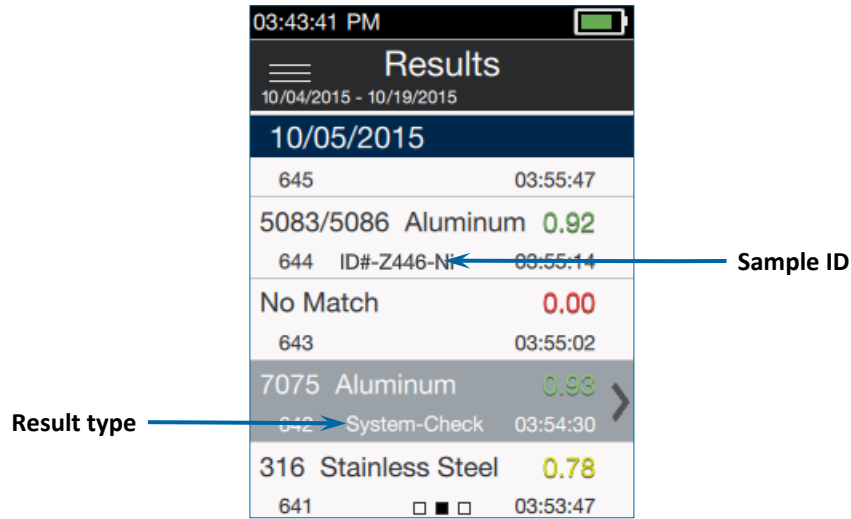 03:43:41 PM
Results
10/04/2015 - 10/19/2015
10/05/2015
645 03:55:47
5083/5086 Aluminum 0.92
644 ID#-Z446-Ni 03:55:14
Sample ID
No Match 0.00
643 03:55:02
7075 Aluminum 0.93
Result type
642 System-Check 03:54:30
316 Stainless Steel 0.78
641 03:53:47